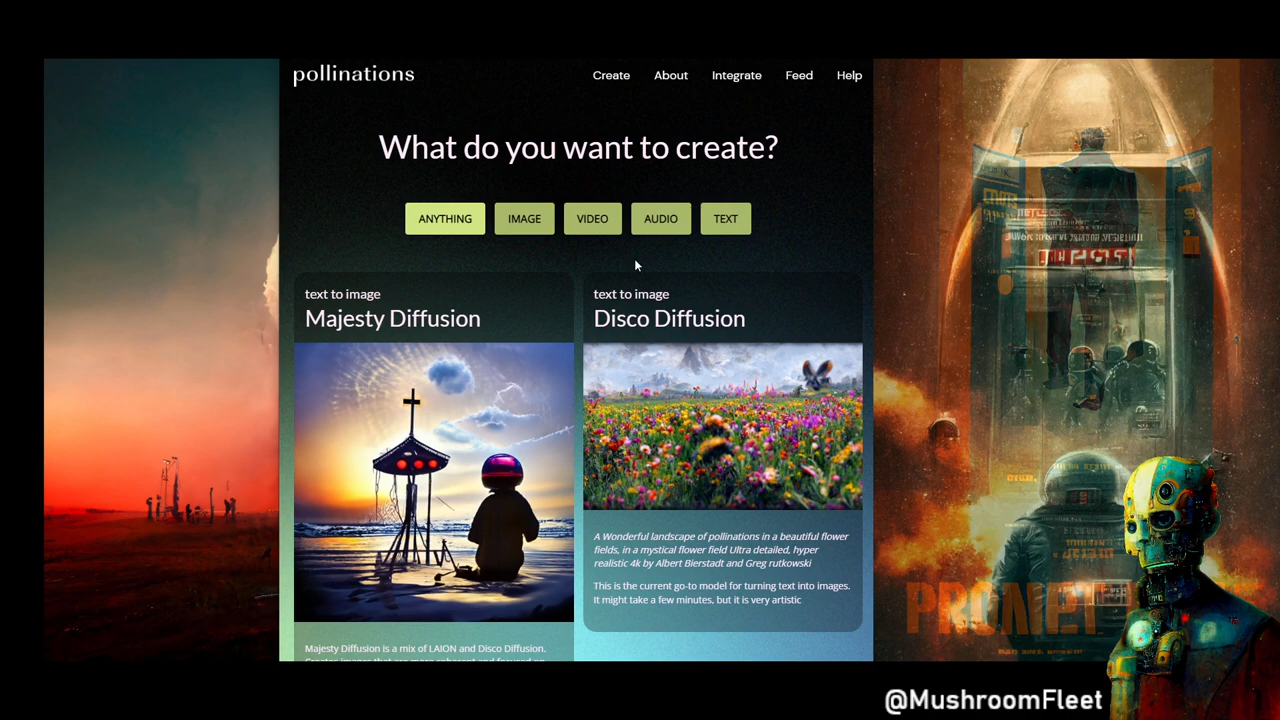 pollinations
Create About Integrate Feed Help
What do you want to create?
ANYTHING IMAGE VIDEO AUDIO TEXT
text to image
Majesty Diffusion
Majesty Diffusion is a mix of LAION and Disco Diffusion.
text to image
Disco Diffusion
A Wonderful landscape of pollinations in a beautiful flower
fields, in a mystical flower field Ultra detailed, hyper
realistic 4k by Albert Bierstadt and Greg rutkowski
This is the current go-to model for turning text into images.
It might take a few minutes, but it is very artistic
@MushroomFleet